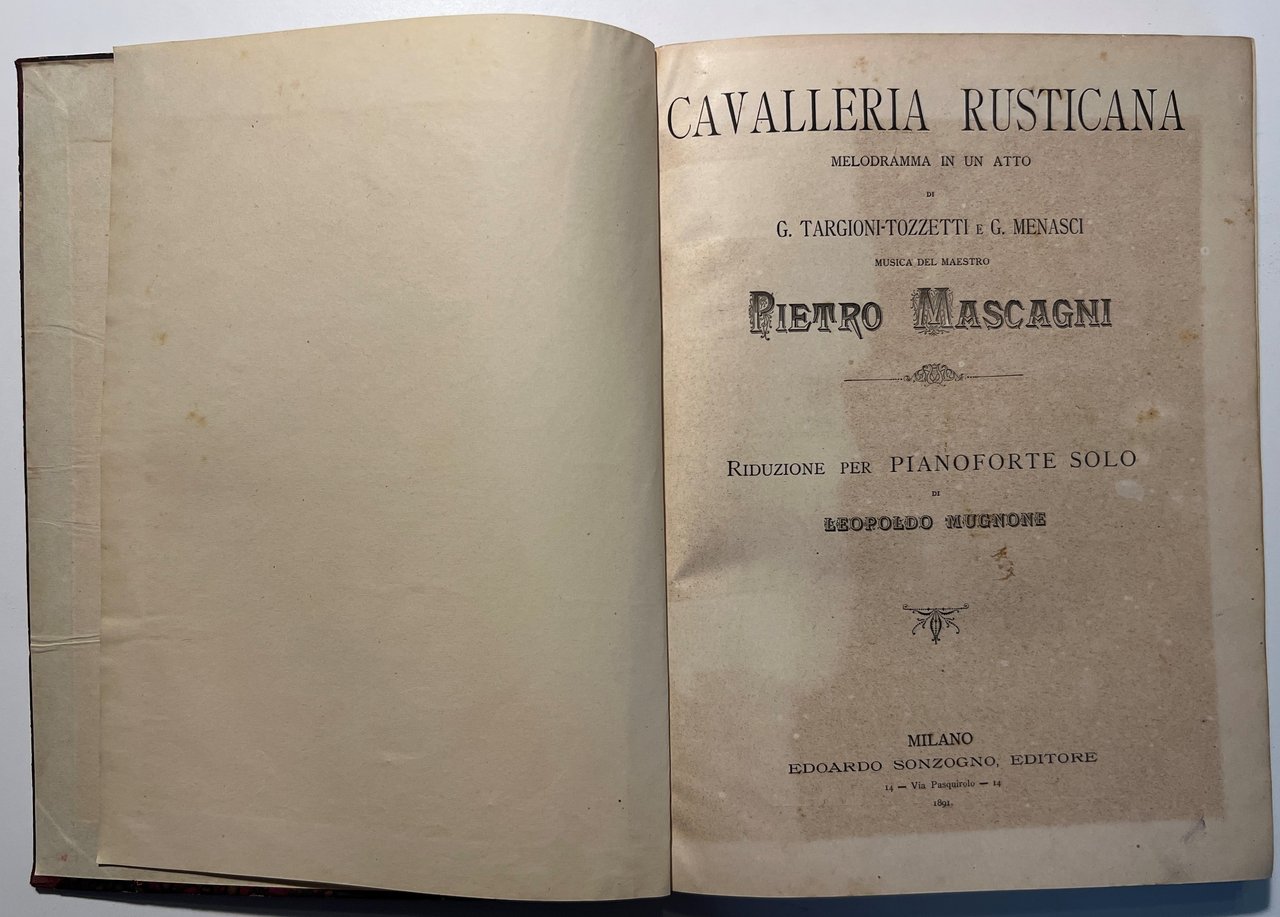 CAVALLERIA RUSTICANA
MELODRAMMA IN UN ATTO
DI
G. TARGIONI-TOZZETTI E G. MENASCI
MUSICA DEL MAESTRO
PIETRO MASCAGNI
RIDUZIONE PER PIANOFORTE SOLO
DI
LEOPOLDO MUGNONE
MILANO
EDOARDO SONZOGNO, EDITORE
14 — Via Pasquirolo — 14
1891.